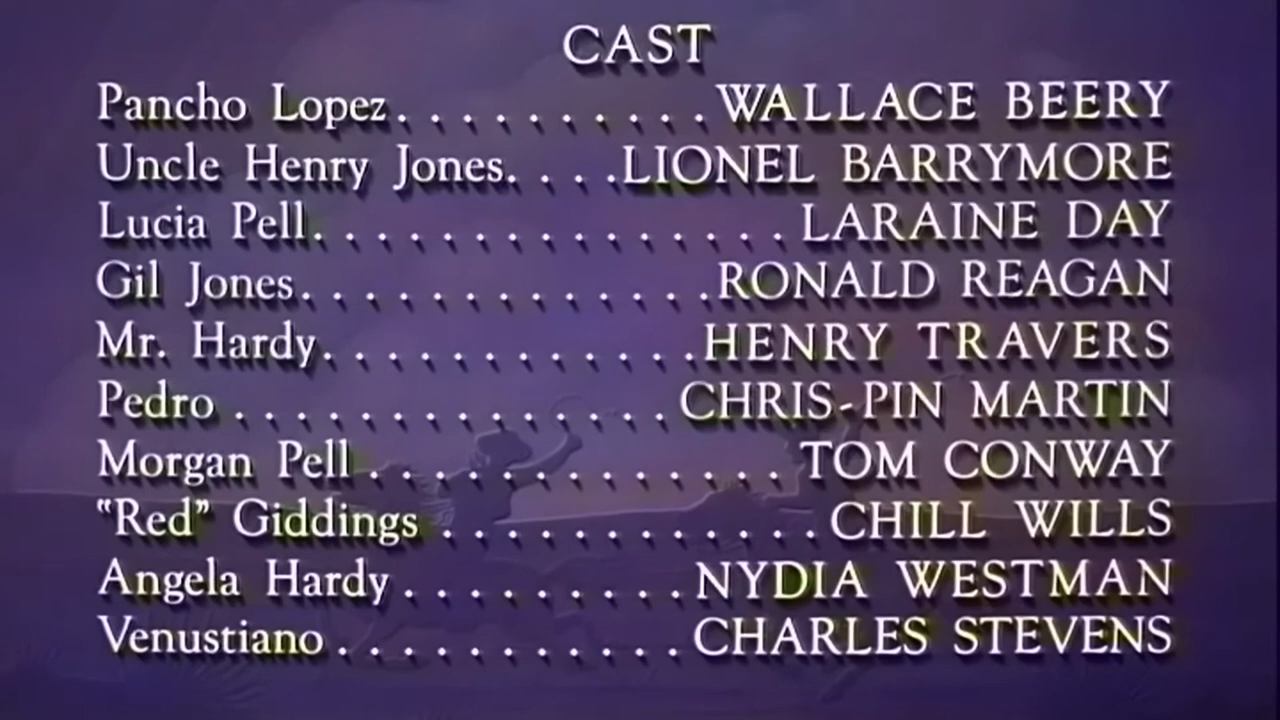 CAST
Pancho Lopez..........WALLACE BEERY
Uncle Henry Jones....LIONEL BARRYMORE
Lucia Pell...............LARAINE DAY
Gil Jones.............RONALD REAGAN
Mr. Hardy............HENRY TRAVERS
Pedro..............CHRIS-PIN MARTIN
Morgan Pell.............TOM CONWAY
“Red” Giddings............CHILL WILLS
Angela Hardy..........NYDIA WESTMAN
Venustiano...........CHARLES STEVENS